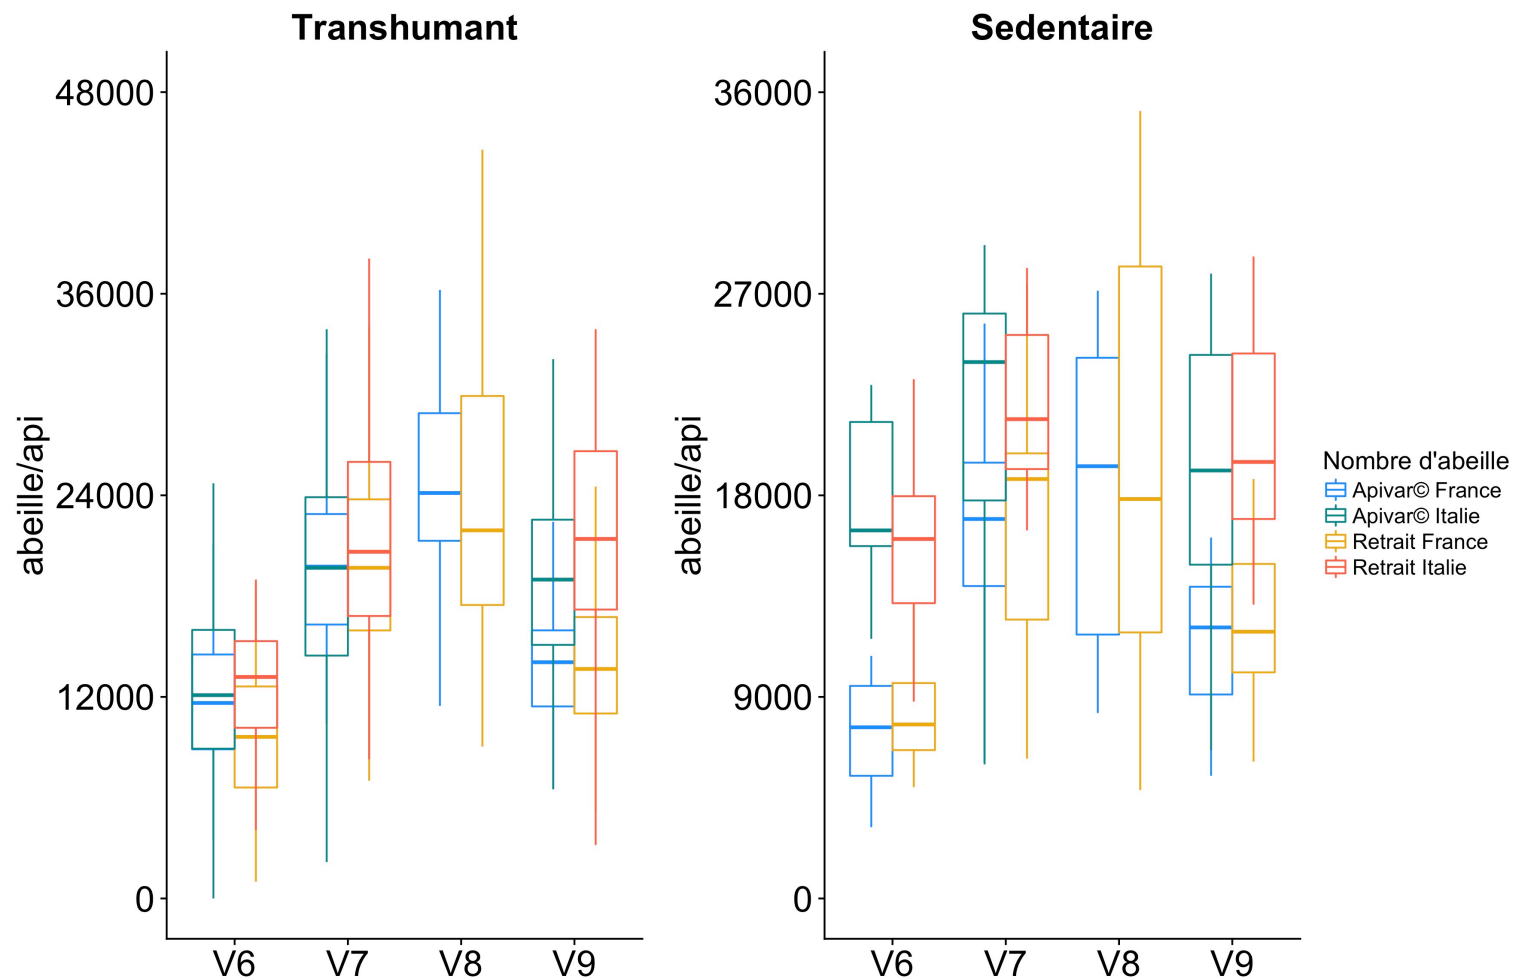 Transhumant
48000
36000
24000
12000
0
abeille/api
V6 V7 V8 V9
Sedentaire
36000
27000
18000
9000
0
abeille/api
V6 V7 V8 V9
Nombre d'abeille
Apivar© France
Apivar© Italie
Retrait France
Retrait Italie